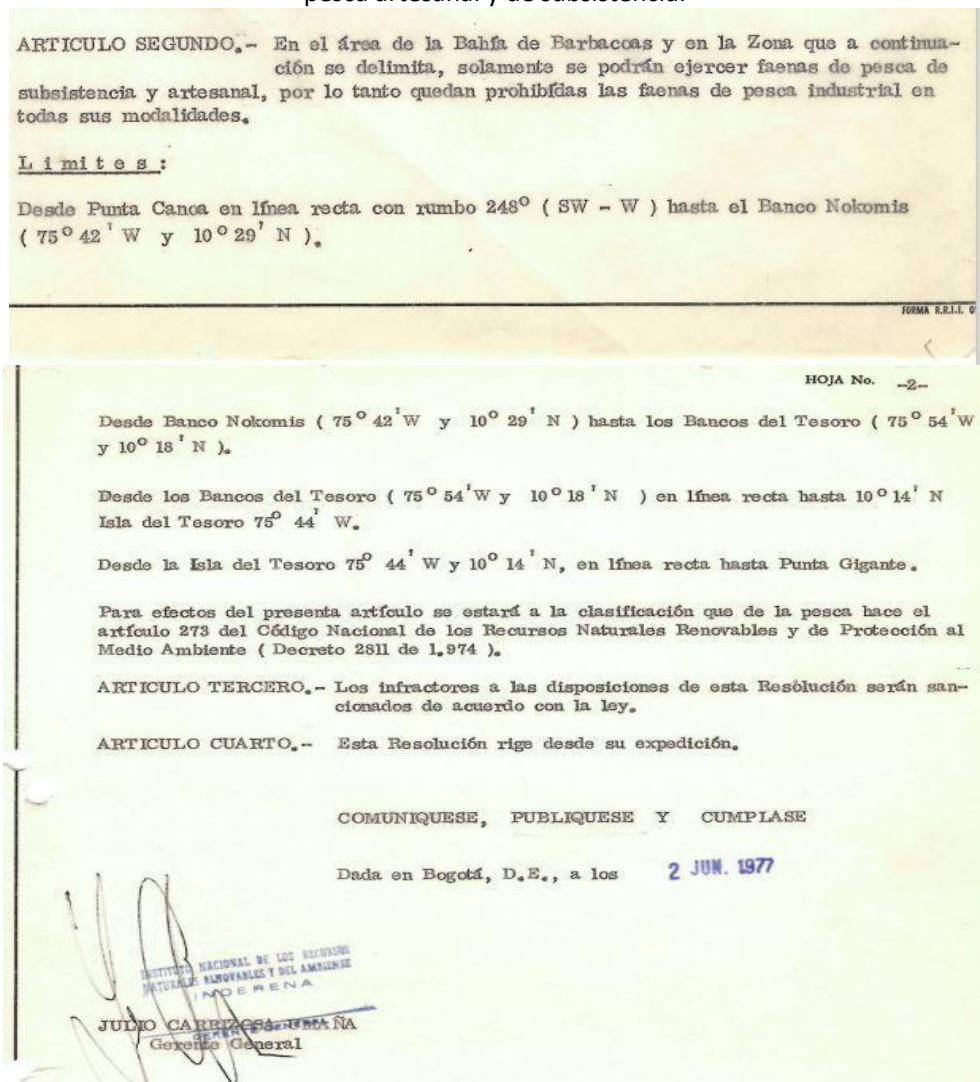 pesca artesanal y de subsistencia.
ARTICULO SEGUNDO.- En el área de la Bahía de Barbacoas y en la Zona que a continua-
ción se delimita, solamente se podrán ejercer faenas de pesca de
subsistencia y artesanal, por lo tanto quedan prohibídas las faenas de pesca industrial en
todas sus modalidades.
L i m i t e s :
Desde Punta Canoa en línea recta con rumbo 248° ( SW - W ) hasta el Banco Nokomis
( 75° 42' W y 10° 29' N ).
FORMA R.R.I.I. 0
HOJA No. -2-
Desde Banco Nokomis ( 75° 42' W y 10° 29' N ) hasta los Bancos del Tesoro ( 75° 54' W
y 10° 18' N ).
Desde los Bancos del Tesoro ( 75° 54' W y 10° 18' N ) en línea recta hasta 10° 14' N
Isla del Tesoro 75° 44' W.
Desde la Isla del Tesoro 75° 44' W y 10° 14' N, en línea recta hasta Punta Gigante.
Para efectos del presenta artículo se estará a la clasificación que de la pesca hace el
artículo 273 del Código Nacional de los Recursos Naturales Renovables y de Protección al
Medio Ambiente ( Decreto 2811 de 1.974 ).
ARTICULO TERCERO.- Los infractores a las disposiciones de esta Resolución serán san-
cionados de acuerdo con la ley.
ARTICULO CUARTO.- Esta Resolución rige desde su expedición.
COMUNIQUESE, PUBLIQUESE Y CUMPLASE
Dada en Bogotá, D.E., a los 2 JUN. 1977
INSTITUTO NACIONAL DE LOS RECURSOS
NATURALES RENOVABLES Y DEL AMBIENTE
INDERENA
JULIO CARRIZOSA UMAÑA
GERENTE GENERAL
Gerente General